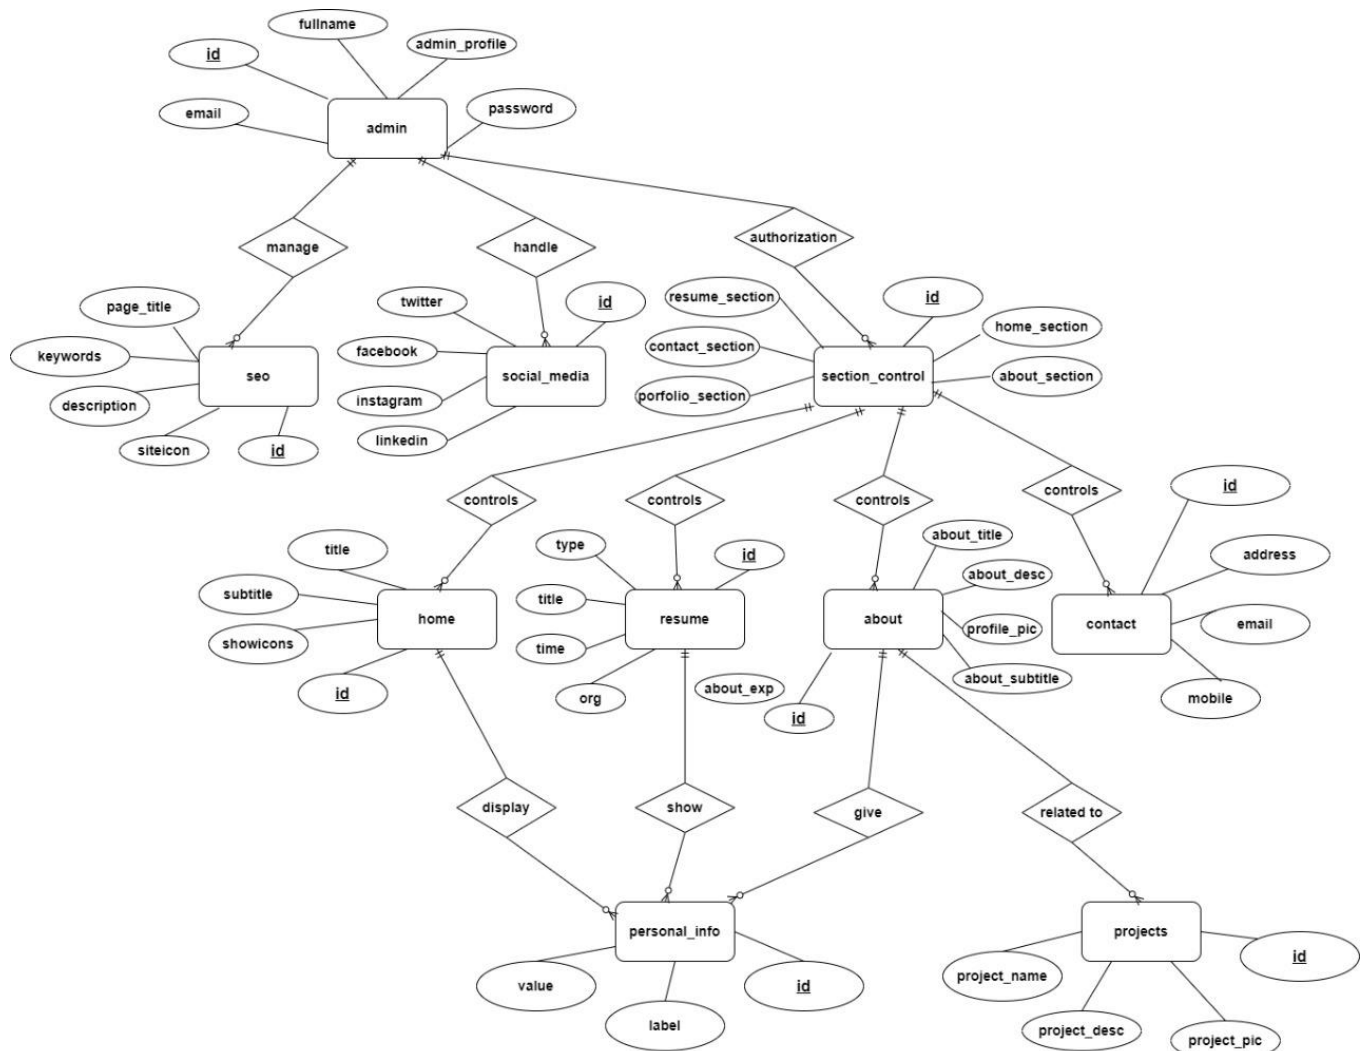 fullname
admin_profile
id
email
password
admin
manage
handle
authorization
page_title
twitter
id
resume_section
id
home_section
keywords
facebook
contact_section
seo
social_media
section_control
about_section
description
instagram
porfolio_section
siteicon
id
linkedin
controls
controls
controls
controls
id
title
type
id
about_title
address
subtitle
title
about_desc
home
resume
about
contact
email
showicons
time
profile_pic
id
org
about_exp
id
about_subtitle
mobile
display
show
give
related to
personal_info
projects
value
id
project_name
id
label
project_desc
project_pic